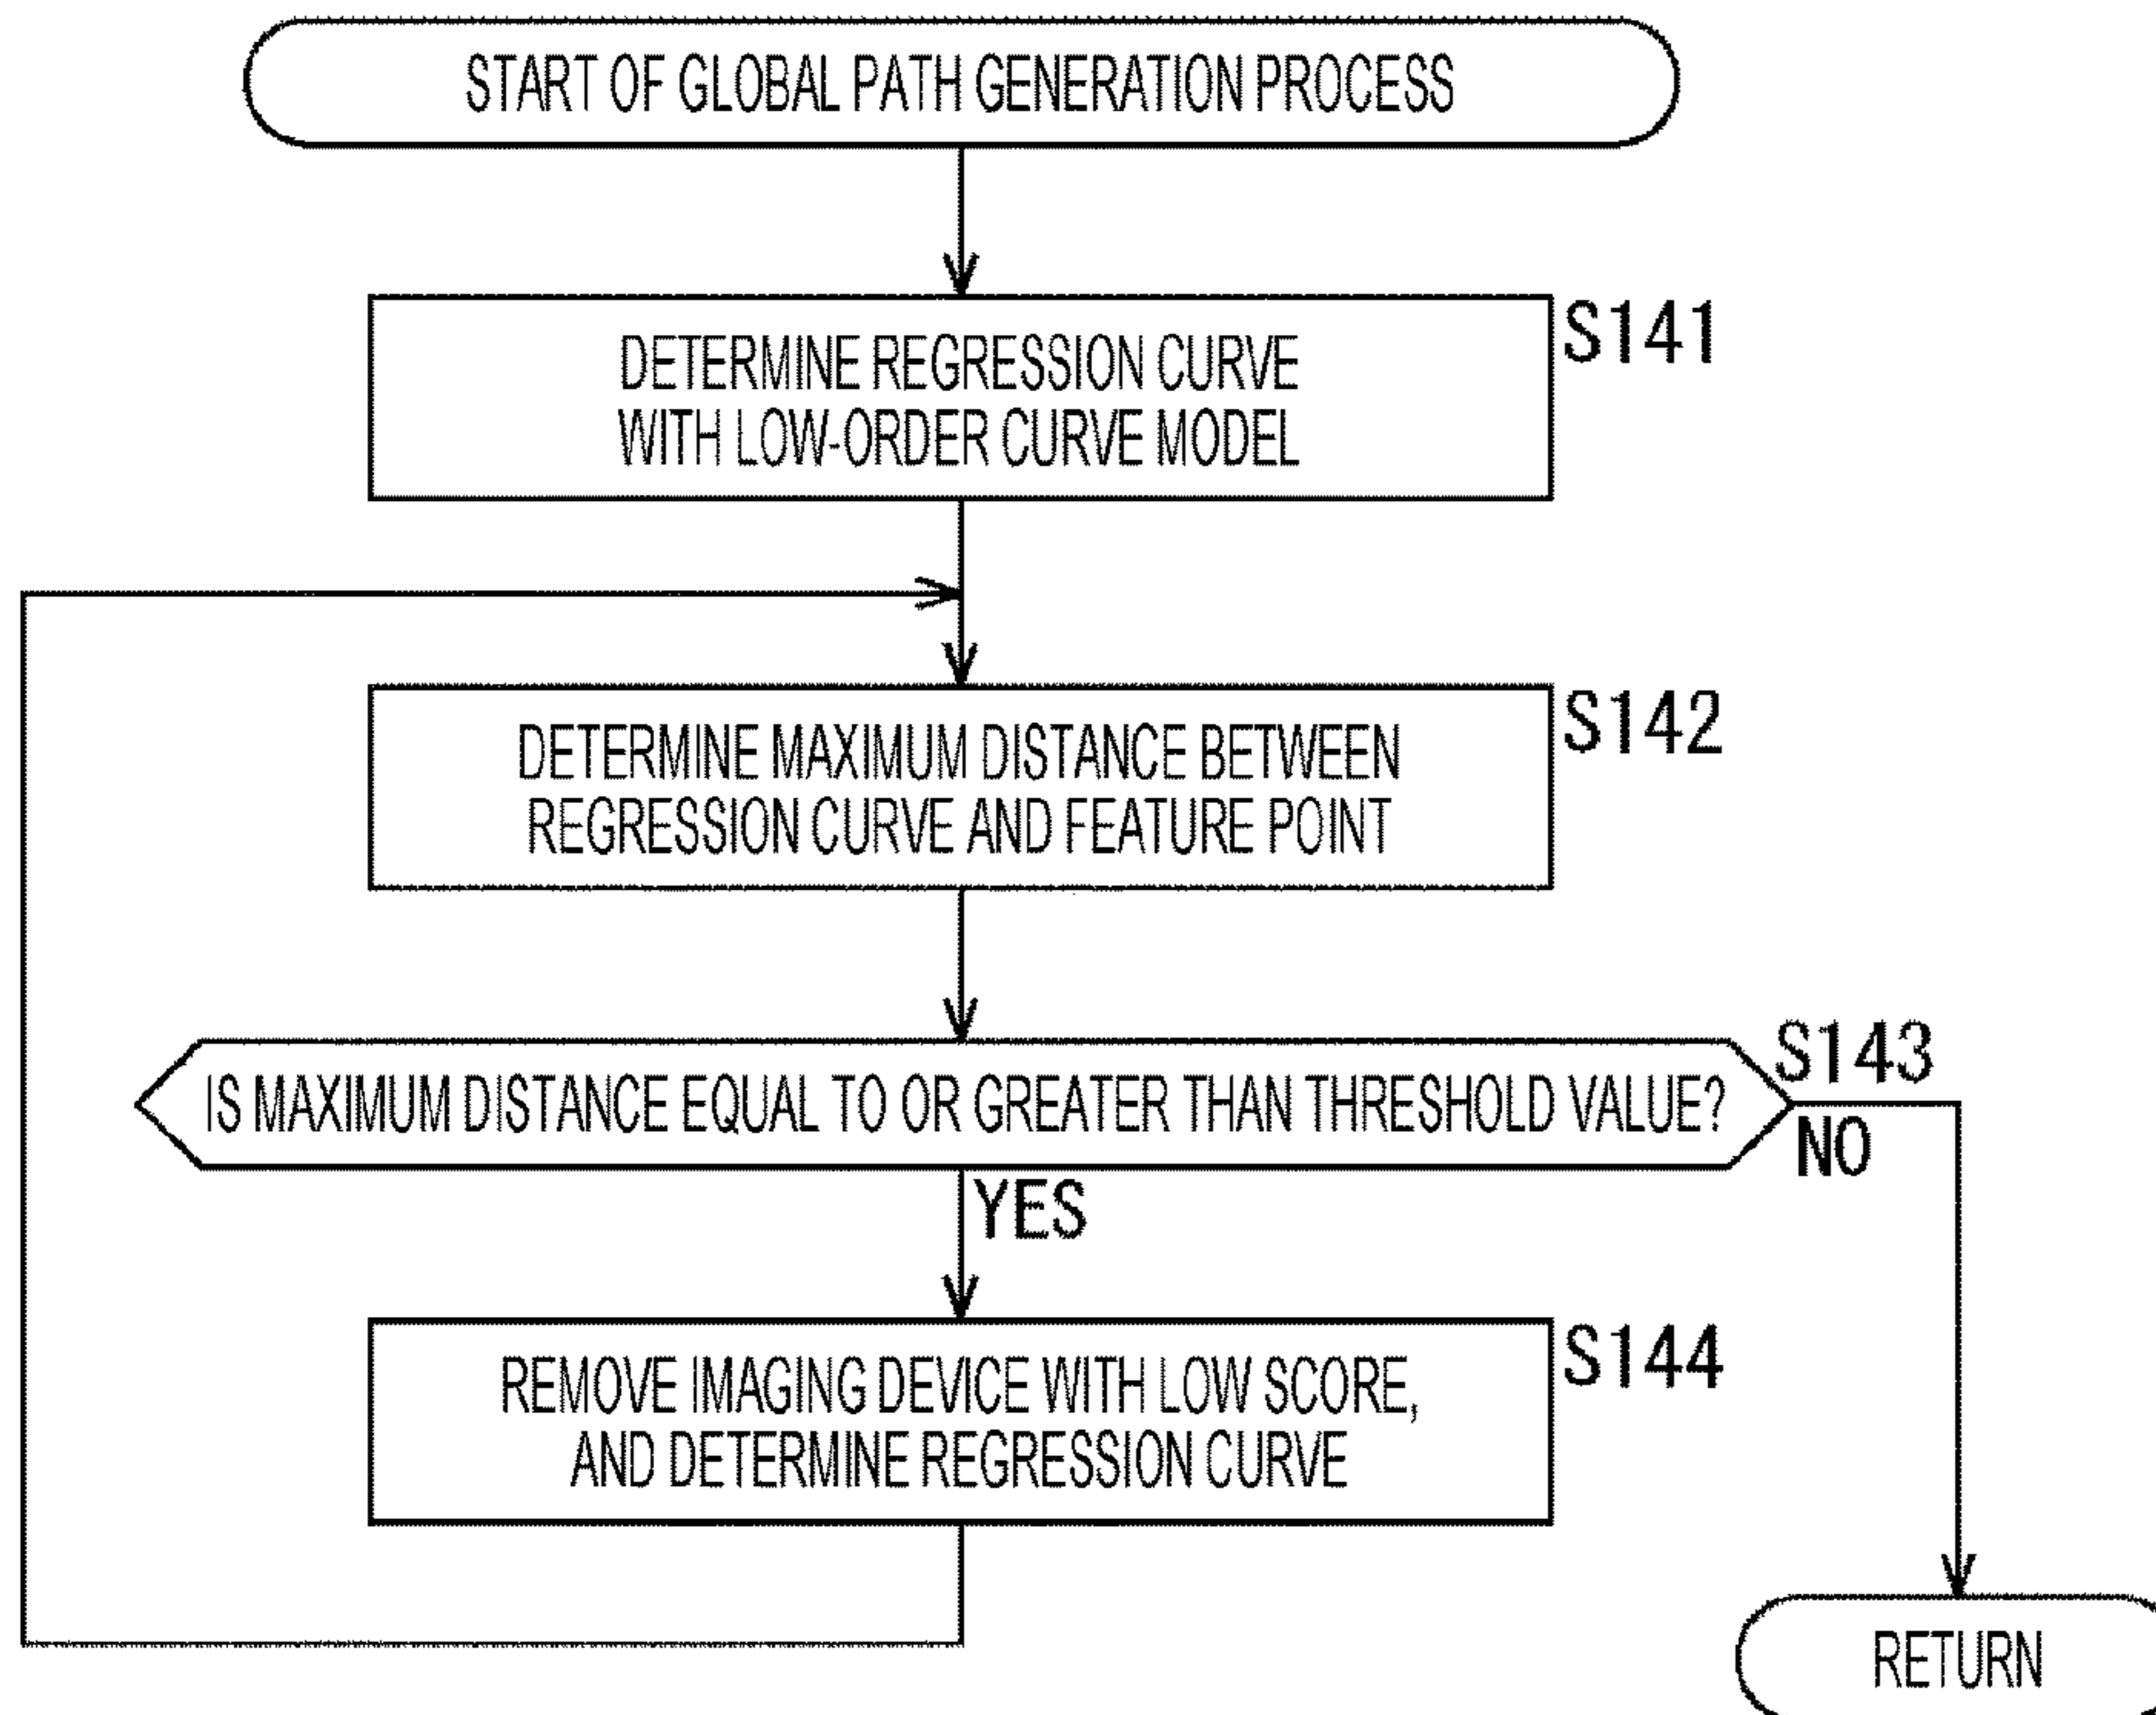 START OF GLOBAL PATH GENERATION PROCESS
DETERMINE REGRESSION CURVE
WITH LOW-ORDER CURVE MODEL
S141
DETERMINE MAXIMUM DISTANCE BETWEEN
REGRESSION CURVE AND FEATURE POINT
S142
IS MAXIMUM DISTANCE EQUAL TO OR GREATER THAN THRESHOLD VALUE?
S143
NO
YES
REMOVE IMAGING DEVICE WITH LOW SCORE,
AND DETERMINE REGRESSION CURVE
S144
RETURN